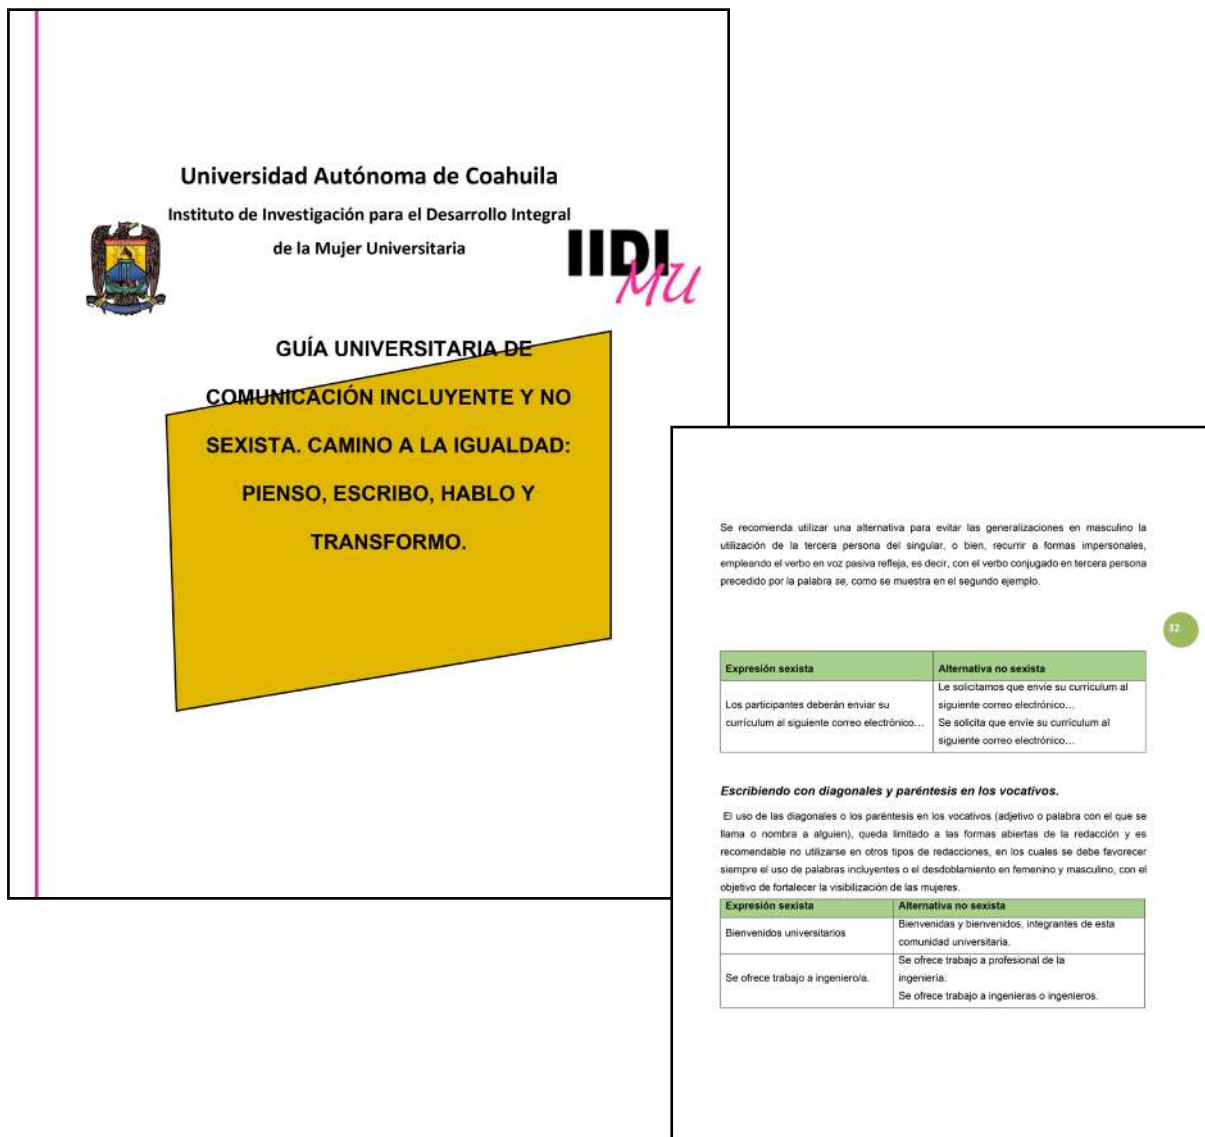 Universidad Autónoma de Coahuila
Instituto de Investigación para el Desarrollo Integral
de la Mujer Universitaria
IIDI
MU
GUÍA UNIVERSITARIA DE
COMUNICACIÓN INCLUYENTE Y NO
SEXISTA. CAMINO A LA IGUALDAD:
PIENSO, ESCRIBO, HABLO Y
TRANSFORMO.
Se recomienda utilizar una alternativa para evitar las generalizaciones en masculino la
utilización de la tercera persona del singular, o bien, recurrir a formas impersonales,
empleando el verbo en voz pasiva refleja, es decir, con el verbo conjugado en tercera persona
precedido por la palabra se, como se muestra en el segundo ejemplo.
32
Expresión sexista
Alternativa no sexista
Los participantes deberán enviar su
currículum al siguiente correo electrónico…
Le solicitamos que envíe su currículum al
siguiente correo electrónico…
Se solicita que envíe su currículum al
siguiente correo electrónico…
Escribiendo con diagonales y paréntesis en los vocativos.
El uso de las diagonales o los paréntesis en los vocativos (adjetivo o palabra con el que se
llama o nombra a alguien), queda limitado a las formas abiertas de la redacción y es
recomendable no utilizarse en otros tipos de redacciones, en los cuales se debe favorecer
siempre el uso de palabras incluyentes o el desdoblamiento en femenino y masculino, con el
objetivo de fortalecer la visibilización de las mujeres.
Expresión sexista
Alternativa no sexista
Bienvenidos universitarios
Bienvenidas y bienvenidos, integrantes de esta
comunidad universitaria.
Se ofrece trabajo a ingeniero/a.
Se ofrece trabajo a profesional de la
ingeniería.
Se ofrece trabajo a ingenieras o ingenieros.